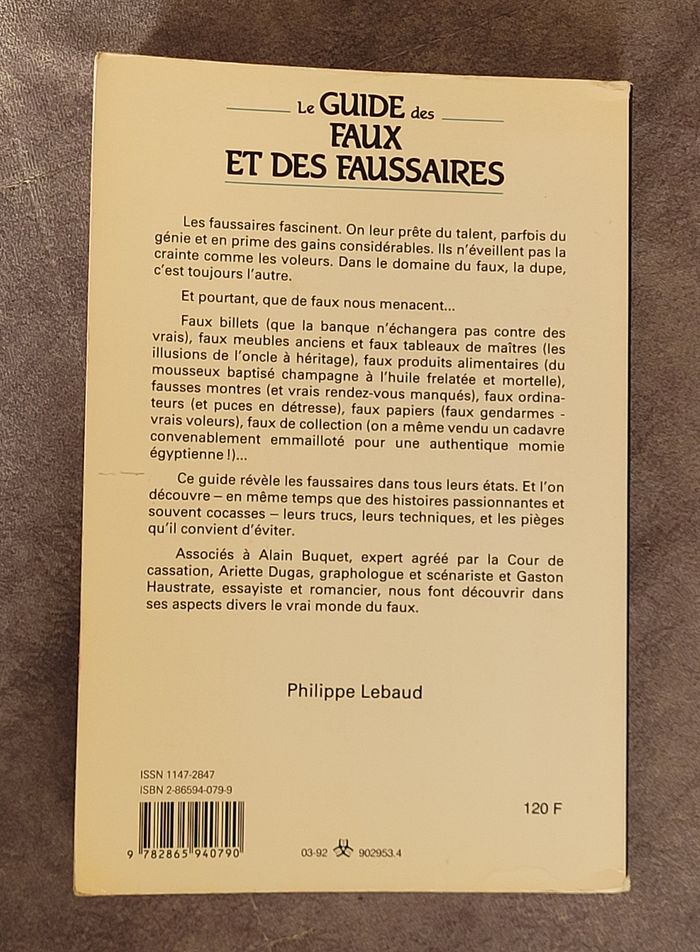 Le GUIDE des
FAUX
ET DES FAUSSAIRES
Les faussaires fascinent. On leur prête du talent, parfois du
génie et en prime des gains considérables. Ils n'éveillent pas la
crainte comme les voleurs. Dans le domaine du faux, la dupe,
c'est toujours l'autre.
Et pourtant, que de faux nous menacent...
Faux billets (que la banque n'échangera pas contre des
vrais), faux meubles anciens et faux tableaux de maîtres (les
illusions de l'oncle à héritage), faux produits alimentaires (du
mousseux baptisé champagne à l'huile frelatée et mortelle),
fausses montres (et vrais rendez-vous manqués), faux ordina-
teurs (et puces en détresse), faux papiers (faux gendarmes -
vrais voleurs), faux de collection (on a même vendu un cadavre
convenablement emmailloté pour une authentique momie
égyptienne !)...
Ce guide révèle les faussaires dans tous leurs états. Et l'on
découvre – en même temps que des histoires passionnantes et
souvent cocasses – leurs trucs, leurs techniques, et les pièges
qu'il convient d'éviter.
Associés à Alain Buquet, expert agréé par la Cour de
cassation, Ariette Dugas, graphologue et scénariste et Gaston
Haustrate, essayiste et romancier, nous font découvrir dans
ses aspects divers le vrai monde du faux.
Philippe Lebaud
ISSN 1147-2847
ISBN 2-86594-079-9
120 F
9 782865 940790
03-92 902953.4